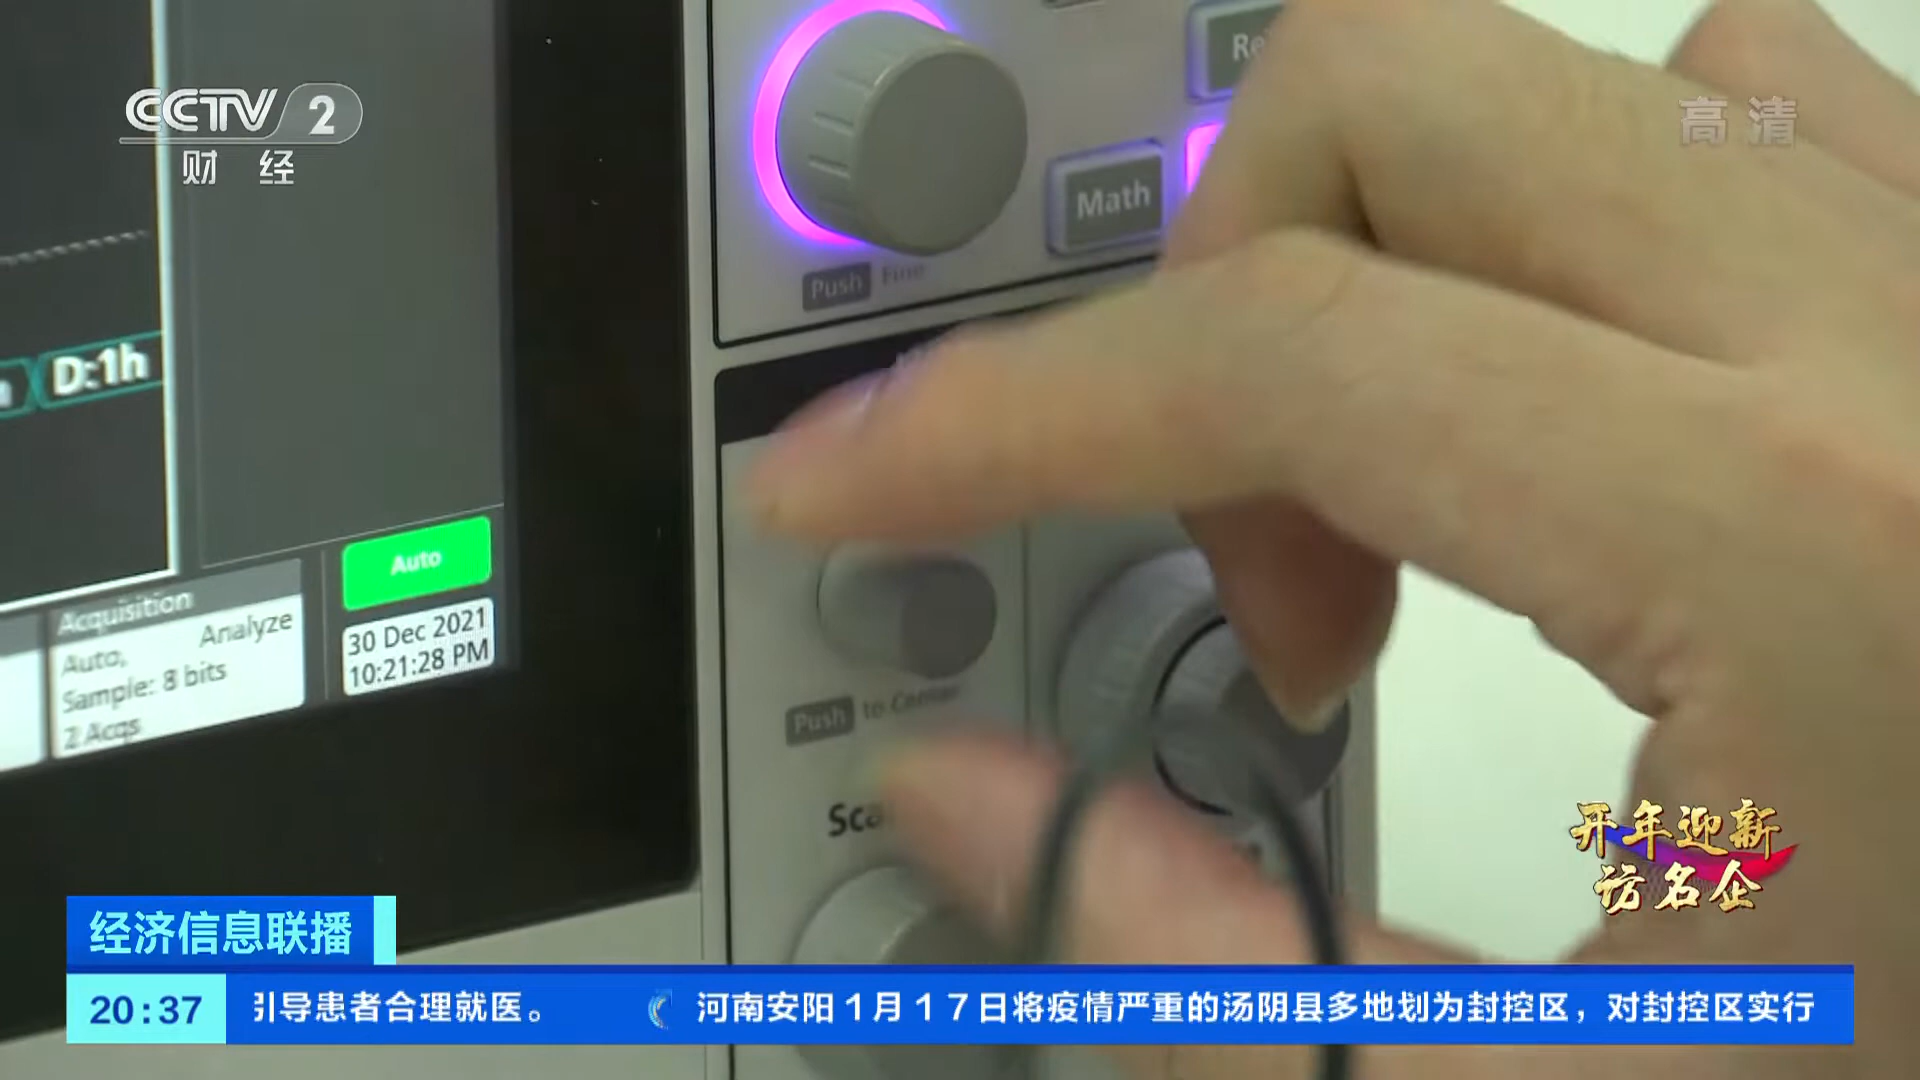 CCTV 2
财 经
高 清
Math
Push Fine
D:1h
Auto
Acquisition
Auto, Analyze
Sample: 8 bits
2 Acqs
30 Dec 2021
10:21:28 PM
Push to Center
开年迎新
访名企
经济信息联播
20:37 引导患者合理就医。 河南安阳1月17日将疫情严重的汤阴县多地划为封控区，对封控区实行